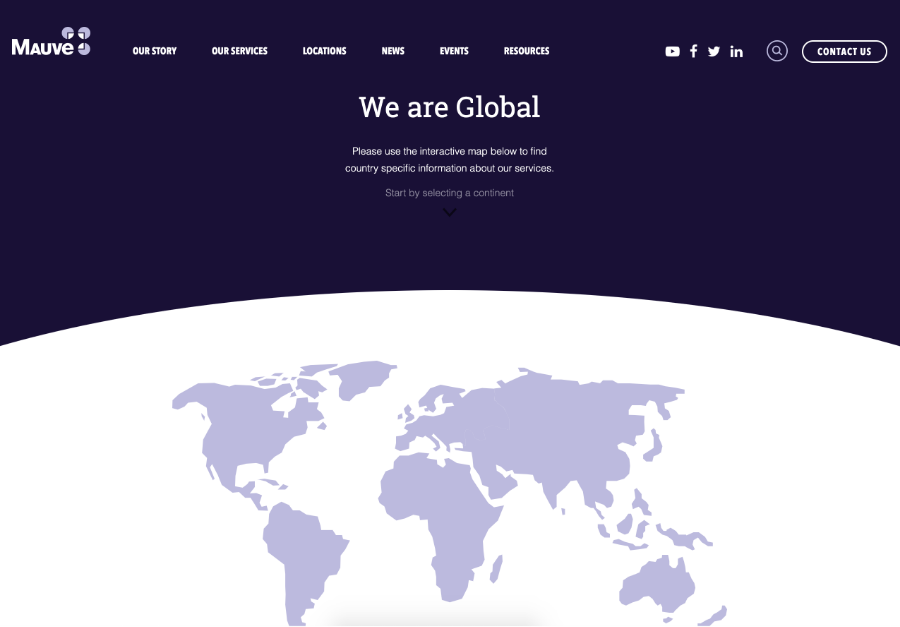 Mauve
OUR STORY
OUR SERVICES
LOCATIONS
NEWS
EVENTS
RESOURCES
CONTACT US
We are Global
Please use the interactive map below to find
country specific information about our services.
Start by selecting a continent